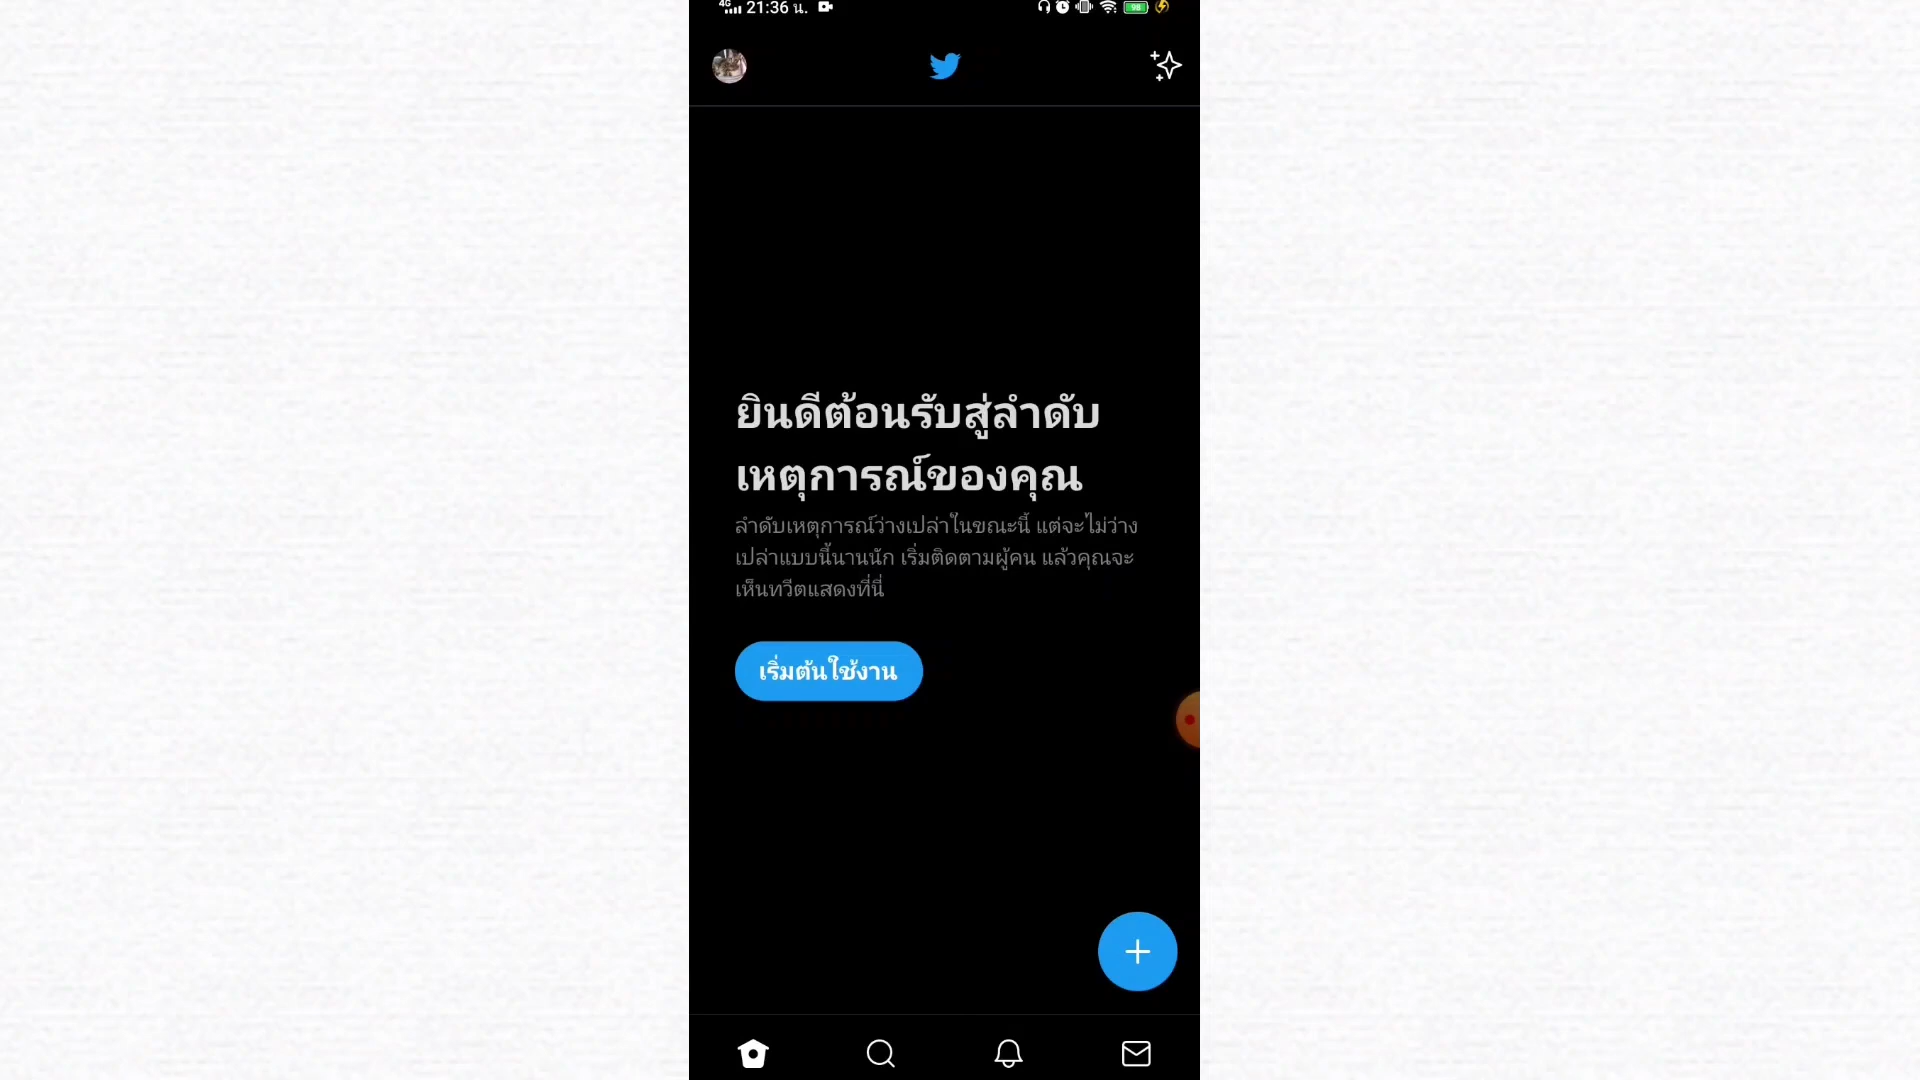 4G 21:36 น. 98
ยินดีต้อนรับสู่ลำดับ
เหตุการณ์ของคุณ
ลำดับเหตุการณ์ว่างเปล่าในขณะนี้ แต่จะไม่ว่าง
เปล่าแบบนี้นานนัก เริ่มติดตามผู้คน แล้วคุณจะ
เห็นทวีตแสดงที่นี่
เริ่มต้นใช้งาน